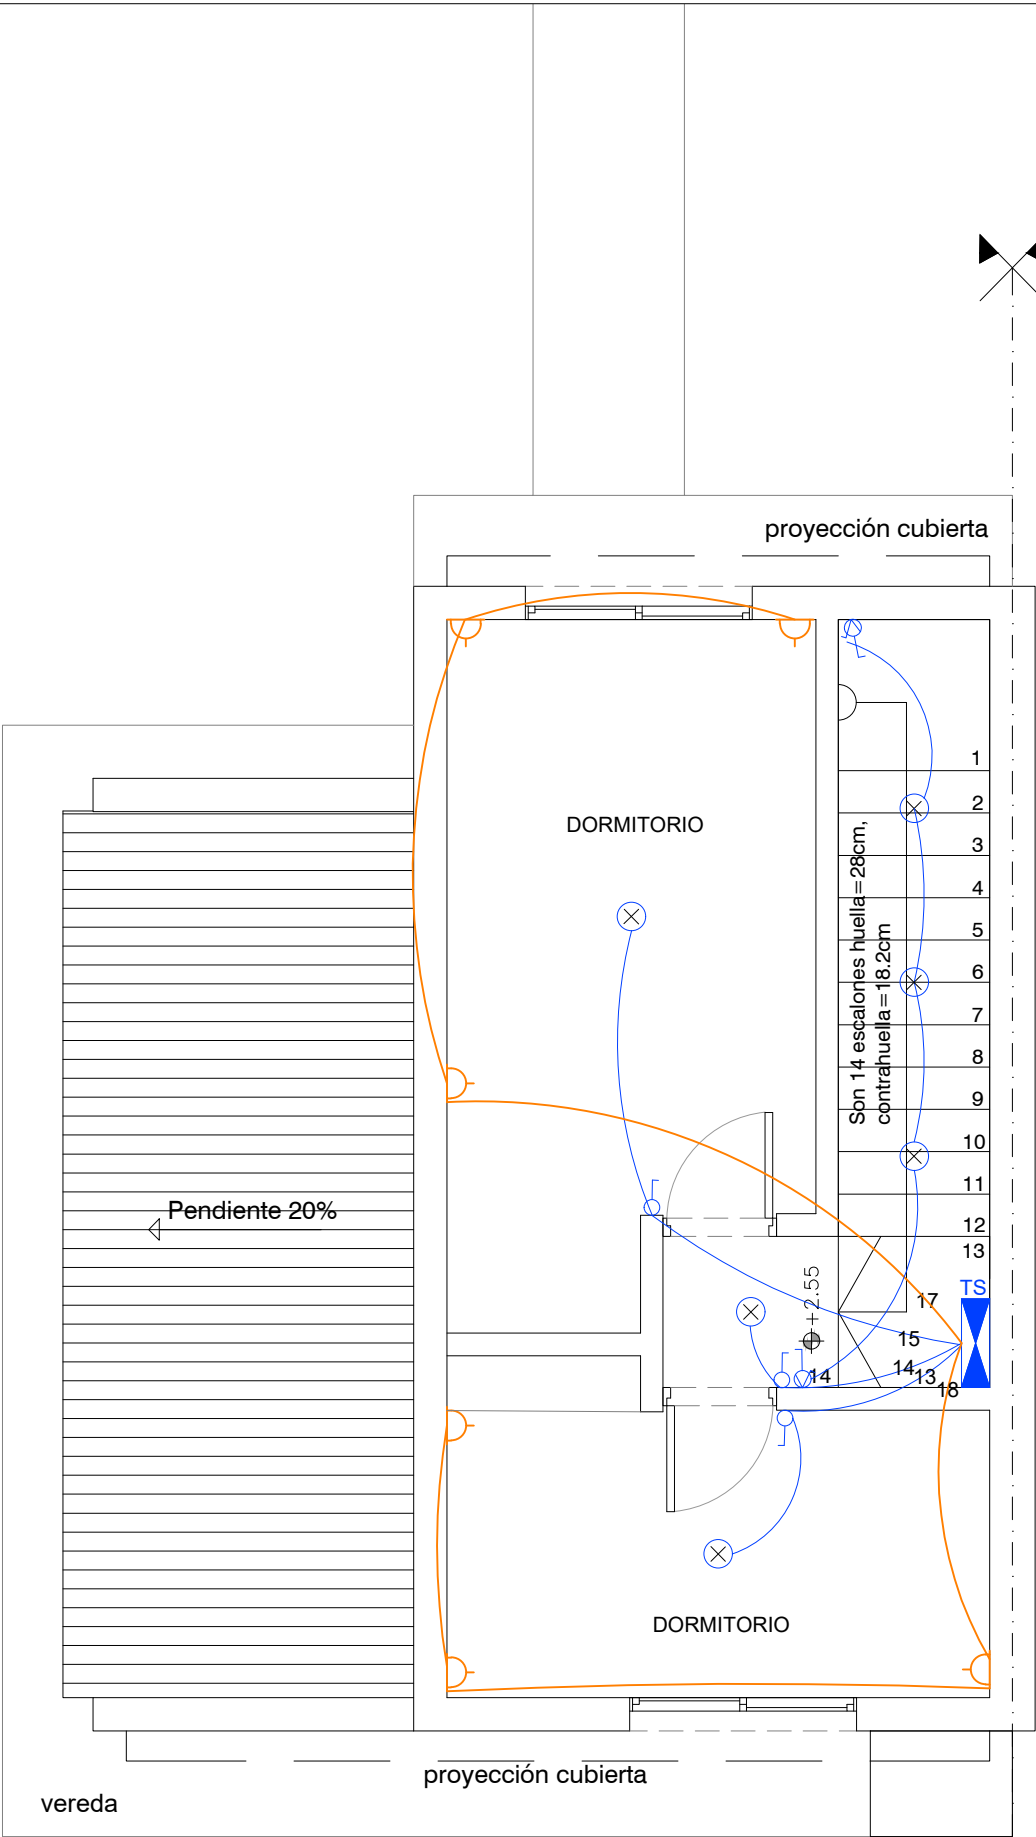 proyección cubierta
1
2
DORMITORIO
3
4
5
6
7
8
9
10
11
12
13
Son 14 escalones huella=28cm,
contrahuella=18.2cm
Pendiente 20%
TS
+2.55
17
15
14
13
14
18
DORMITORIO
proyección cubierta
vereda